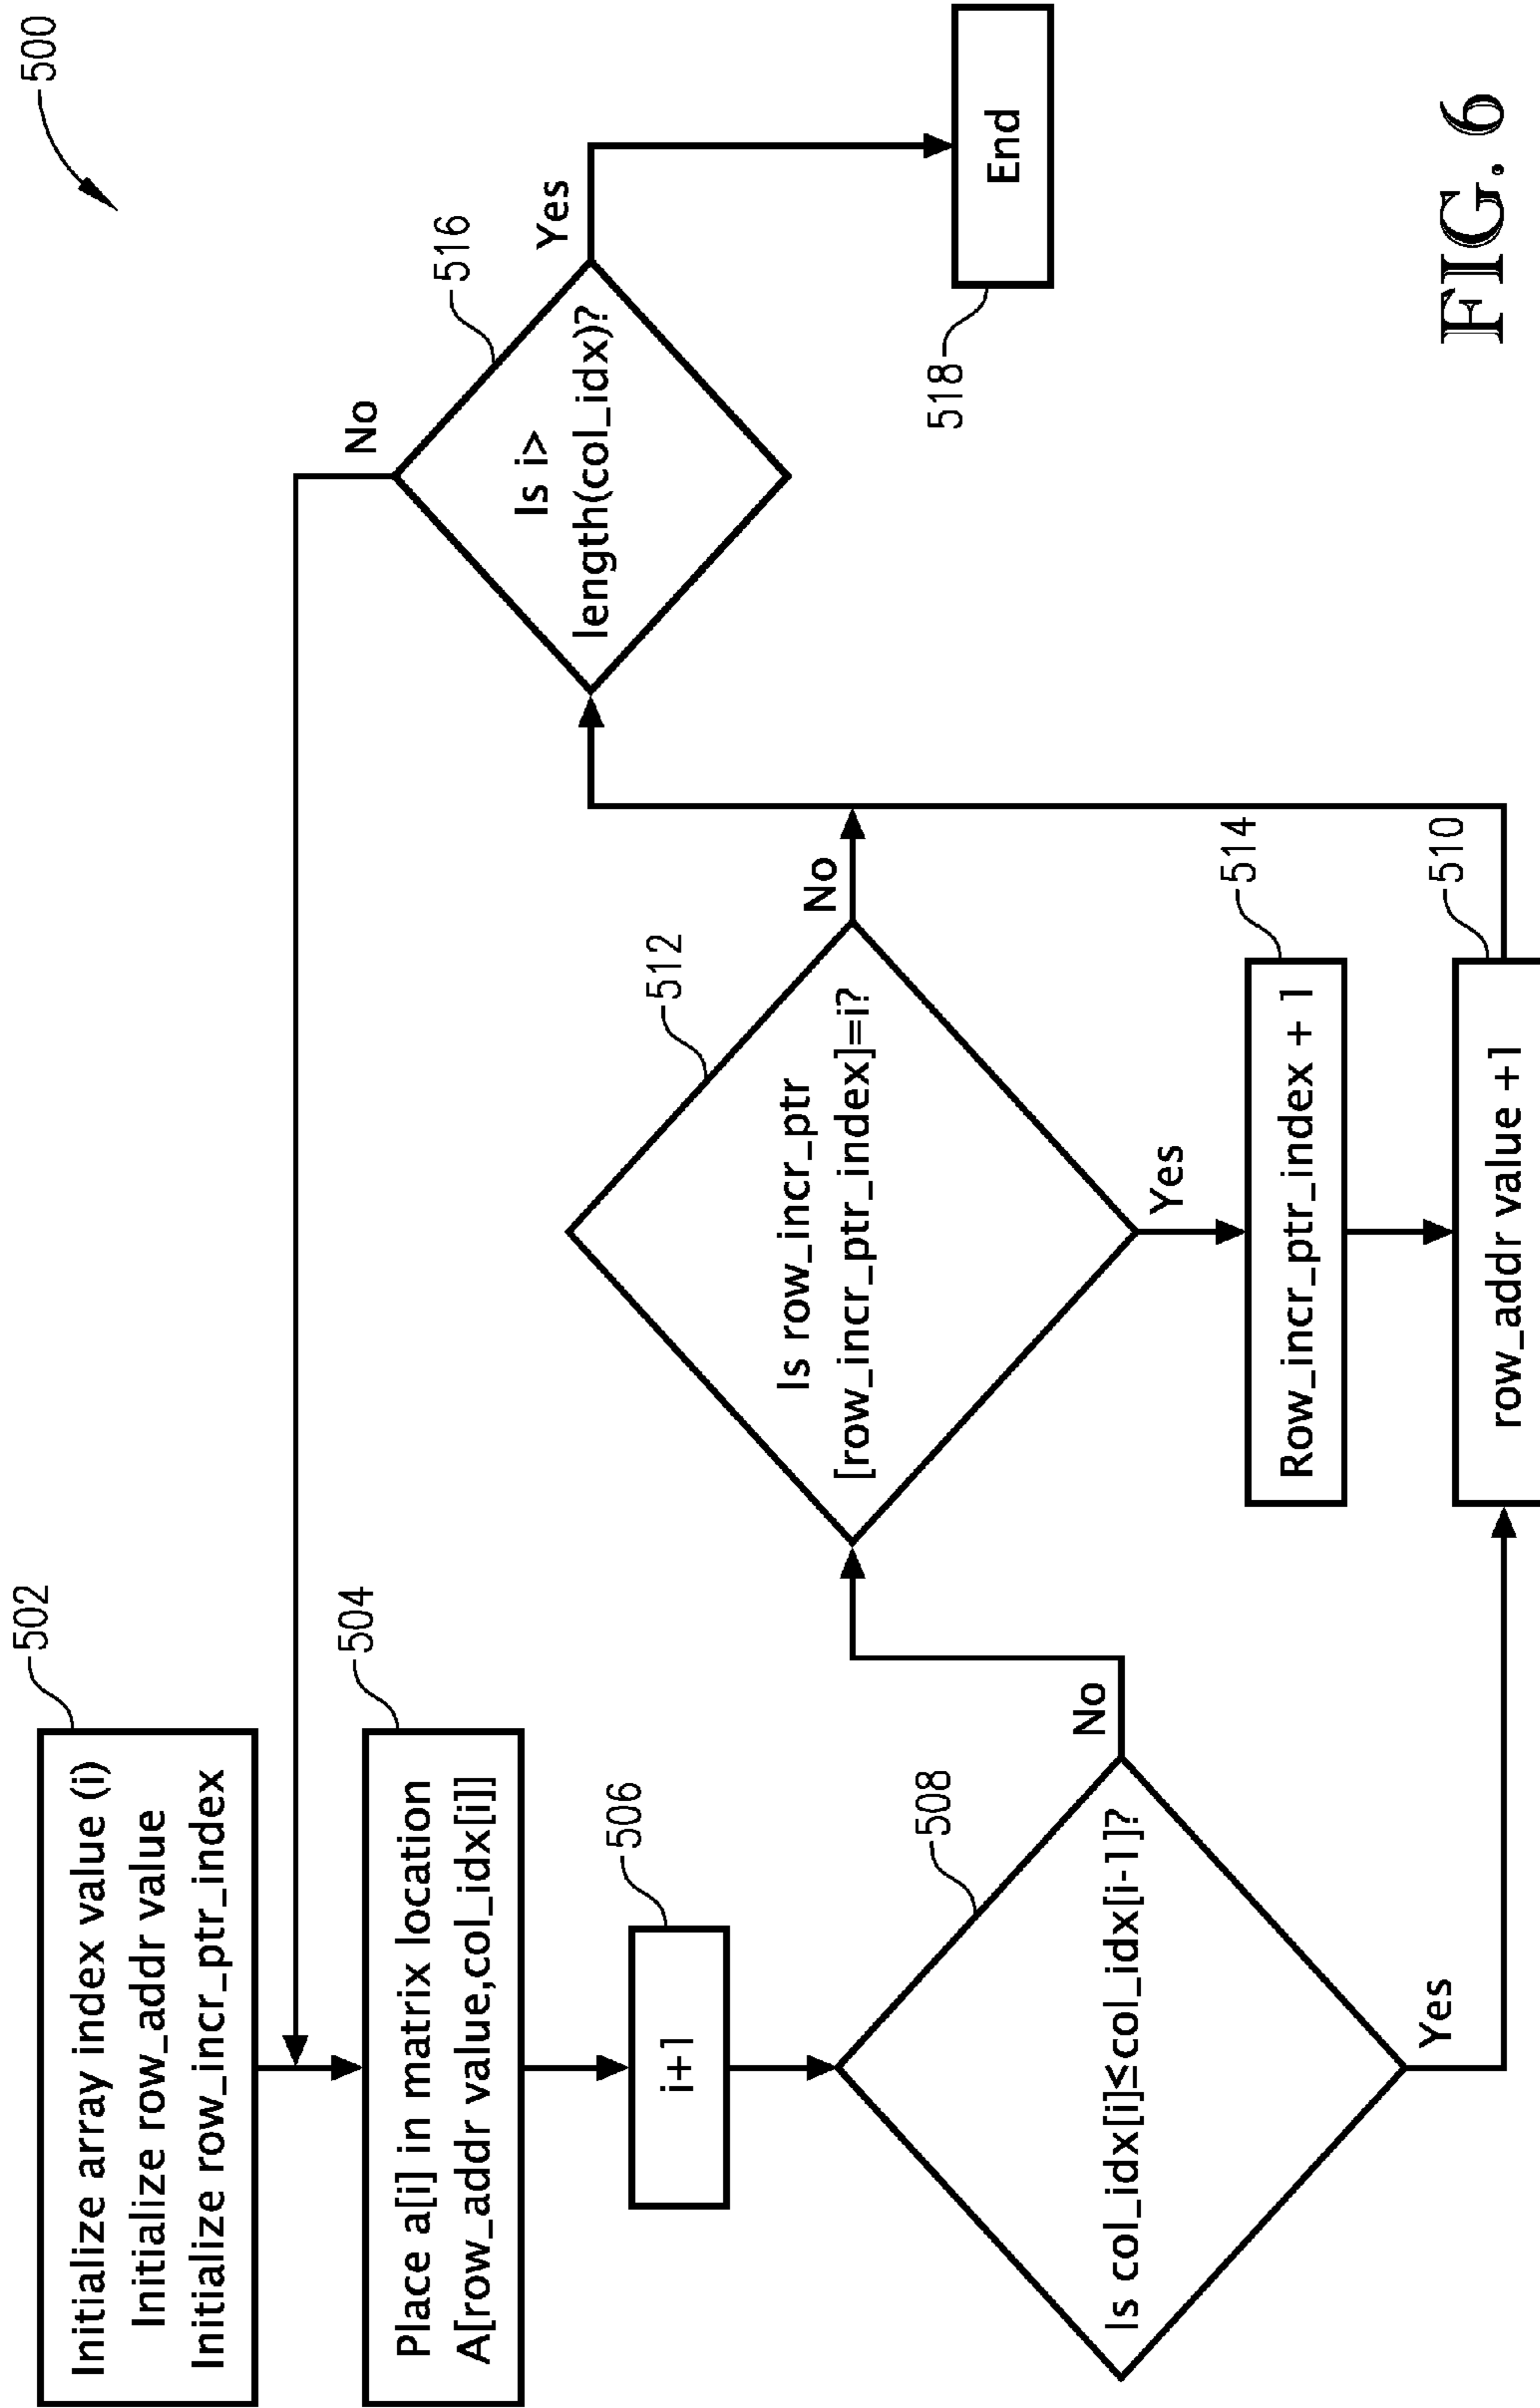 500
502
Initialize array index value (i)
Initialize row_addr value
Initialize row_incr_ptr_index
504
Place a[i] in matrix location
A[row_addr value,col_idx[i]]
506
i+1
508
Is col_idx[i]≤col_idx[i-1]?
No
Yes
512
Is row_incr_ptr
[row_incr_ptr_index]=i?
No
Yes
514
Row_incr_ptr_index + 1
510
row_addr value +1
516
Is i>
length(col_idx)?
No
Yes
518
End
FIG. 6